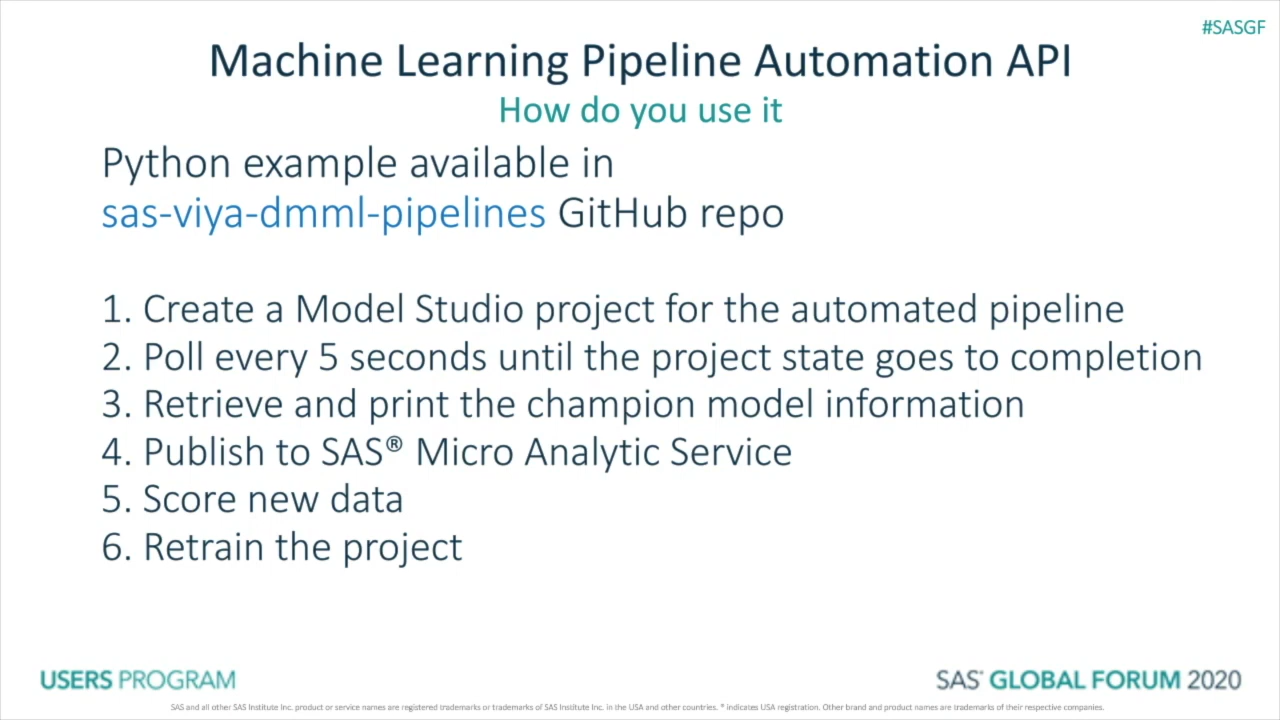 #SASGF
Machine Learning Pipeline Automation API
How do you use it
Python example available in
sas-viya-dmml-pipelines GitHub repo
1. Create a Model Studio project for the automated pipeline
2. Poll every 5 seconds until the project state goes to completion
3. Retrieve and print the champion model information
4. Publish to SAS® Micro Analytic Service
5. Score new data
6. Retrain the project
USERS PROGRAM
SAS® GLOBAL FORUM 2020
SAS and all other SAS Institute Inc. product or service names are registered trademarks or trademarks of SAS Institute Inc. in the USA and other countries. ® indicates USA registration. Other brand and product names are trademarks of their respective companies.